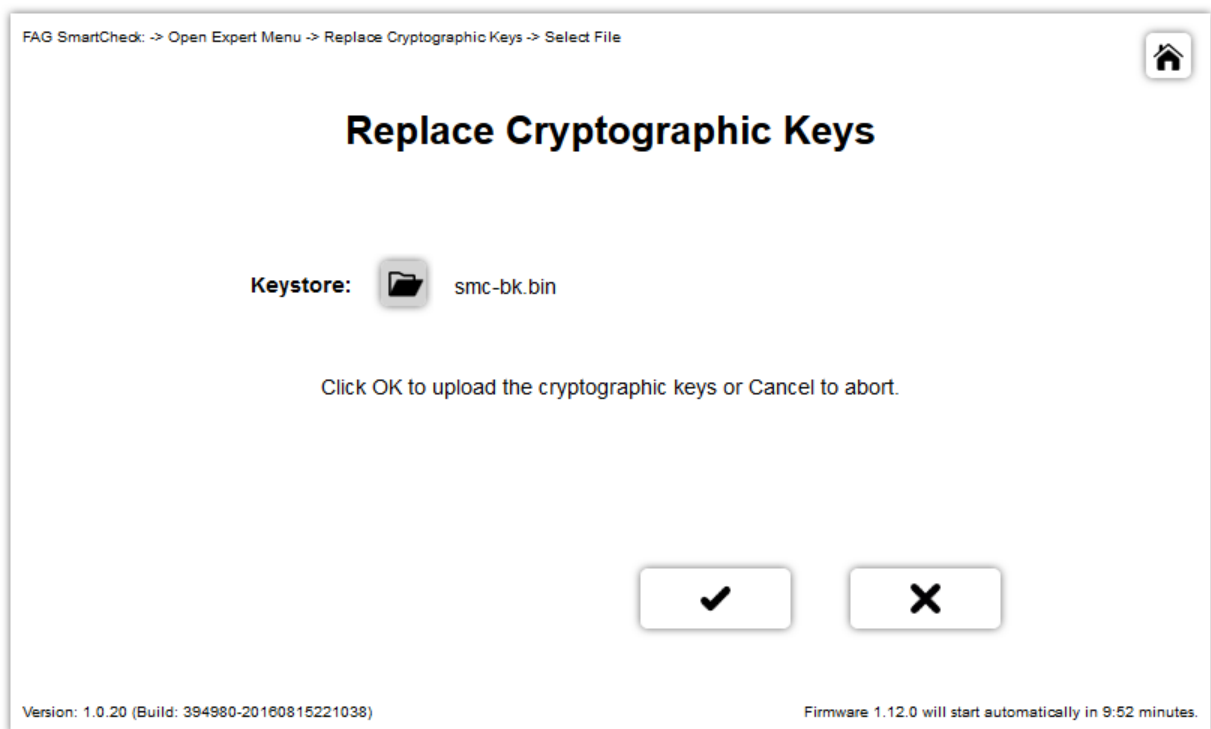 FAG SmartCheck: -> Open Expert Menu -> Replace Cryptographic Keys -> Select File
Replace Cryptographic Keys
Keystore: smc-bk.bin
Click OK to upload the cryptographic keys or Cancel to abort.
Version: 1.0.20 (Build: 394980-20160815221038) Firmware 1.12.0 will start automatically in 9:52 minutes.